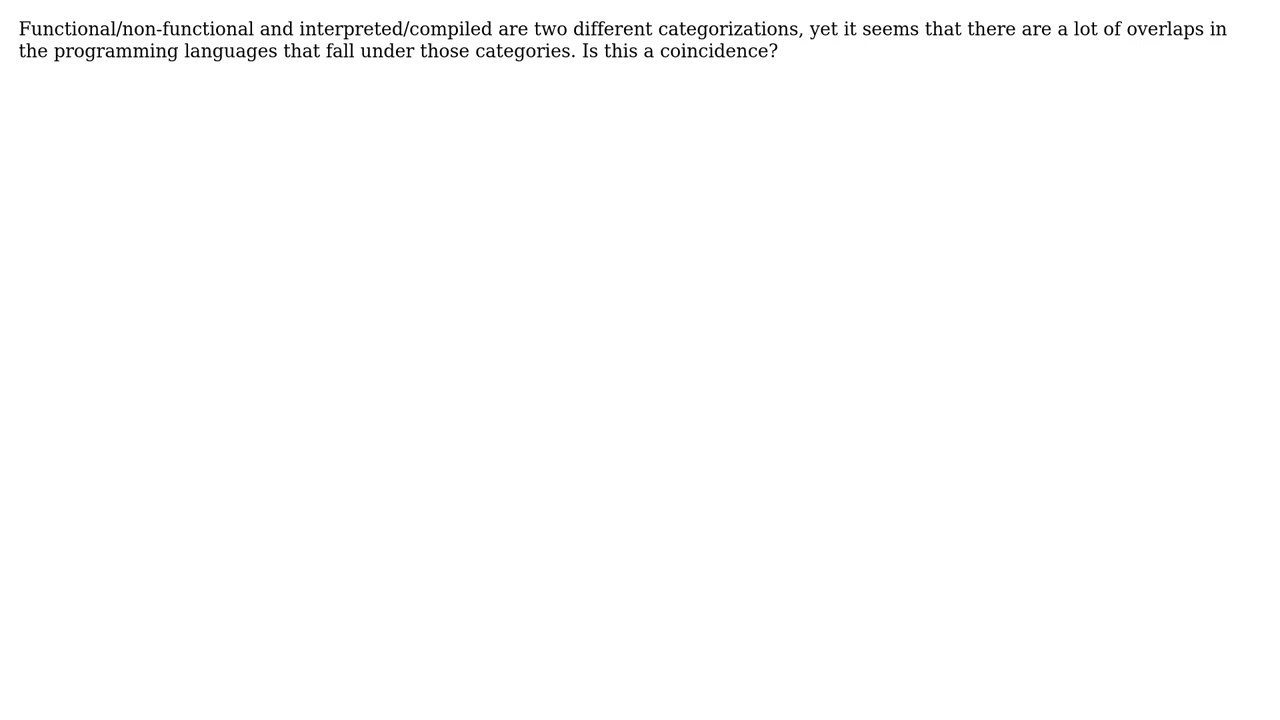 Functional/non-functional and interpreted/compiled are two different categorizations, yet it seems that there are a lot of overlaps in
the programming languages that fall under those categories. Is this a coincidence?